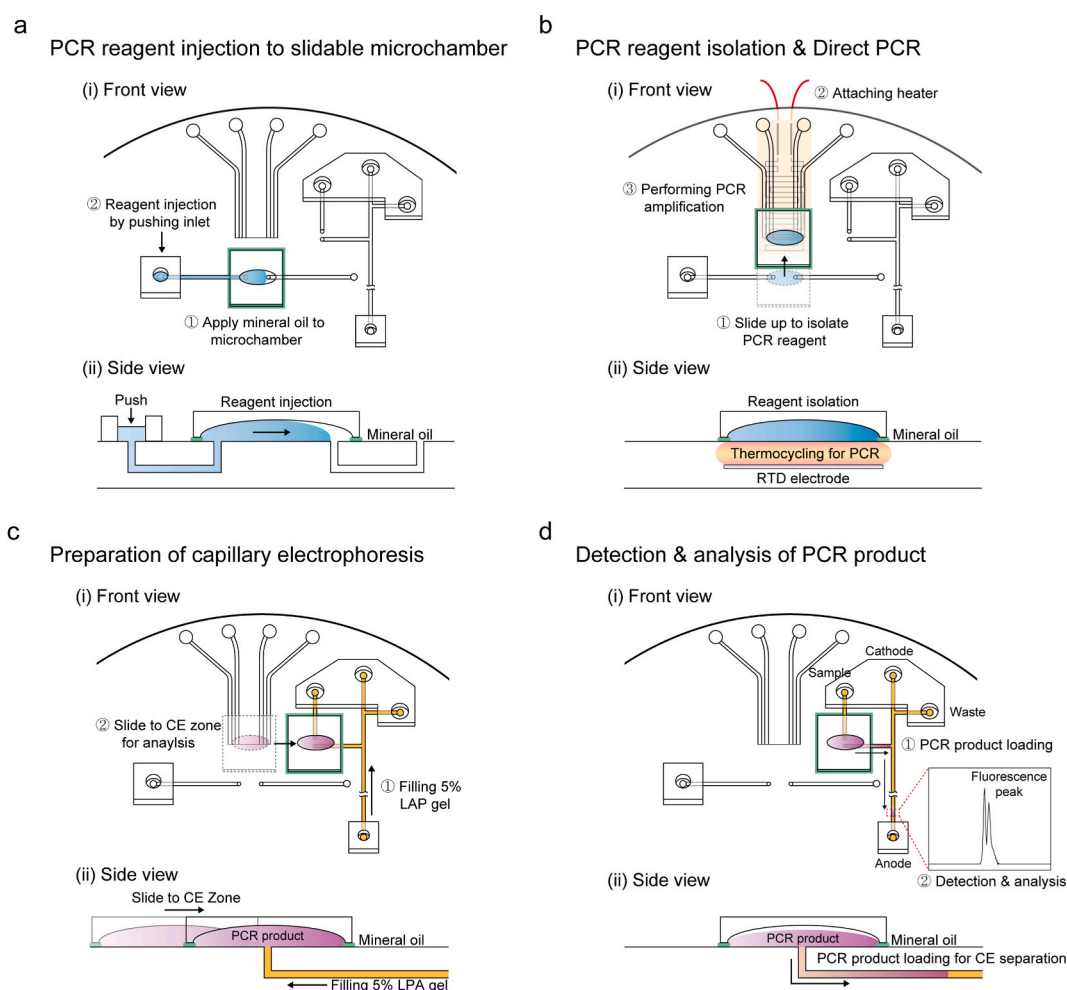 a
PCR reagent injection to slidable microchamber
(i) Front view
② Reagent injection
by pushing inlet
① Apply mineral oil to
microchamber
(ii) Side view
Push
Reagent injection
Mineral oil
b
PCR reagent isolation & Direct PCR
(i) Front view
② Attaching heater
③ Performing PCR
amplification
① Slide up to isolate
PCR reagent
(ii) Side view
Reagent isolation
Mineral oil
Thermocycling for PCR
RTD electrode
c
Preparation of capillary electrophoresis
(i) Front view
② Slide to CE zone
for anaylsis
① Filling 5%
LAP gel
(ii) Side view
Slide to CE Zone
PCR product
Mineral oil
Filling 5% LPA gel
d
Detection & analysis of PCR product
(i) Front view
Cathode
Sample
Waste
① PCR product loading
Fluorescence
peak
Anode
② Detection & analysis
(ii) Side view
PCR product
Mineral oil
PCR product loading for CE separation